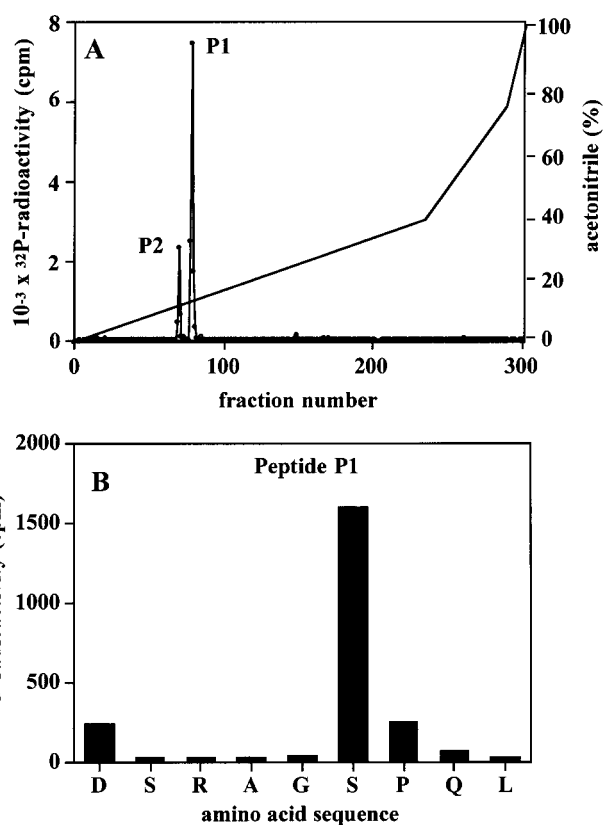 A
P1
P2
10-3 x 32P-radioactivity (cpm)
8
6
4
2
0
acetonitrile (%)
100
80
60
40
20
0
0
100
200
300
fraction number
B
Peptide P1
2000
1500
1000
500
0
D S R A G S P Q L
amino acid sequence